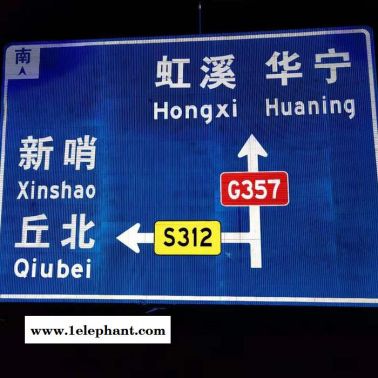 南
虹溪 华宁
Hongxi Huaning
新哨
Xinshao
G357
丘北
S312
Qiubei
www.1elephant.com